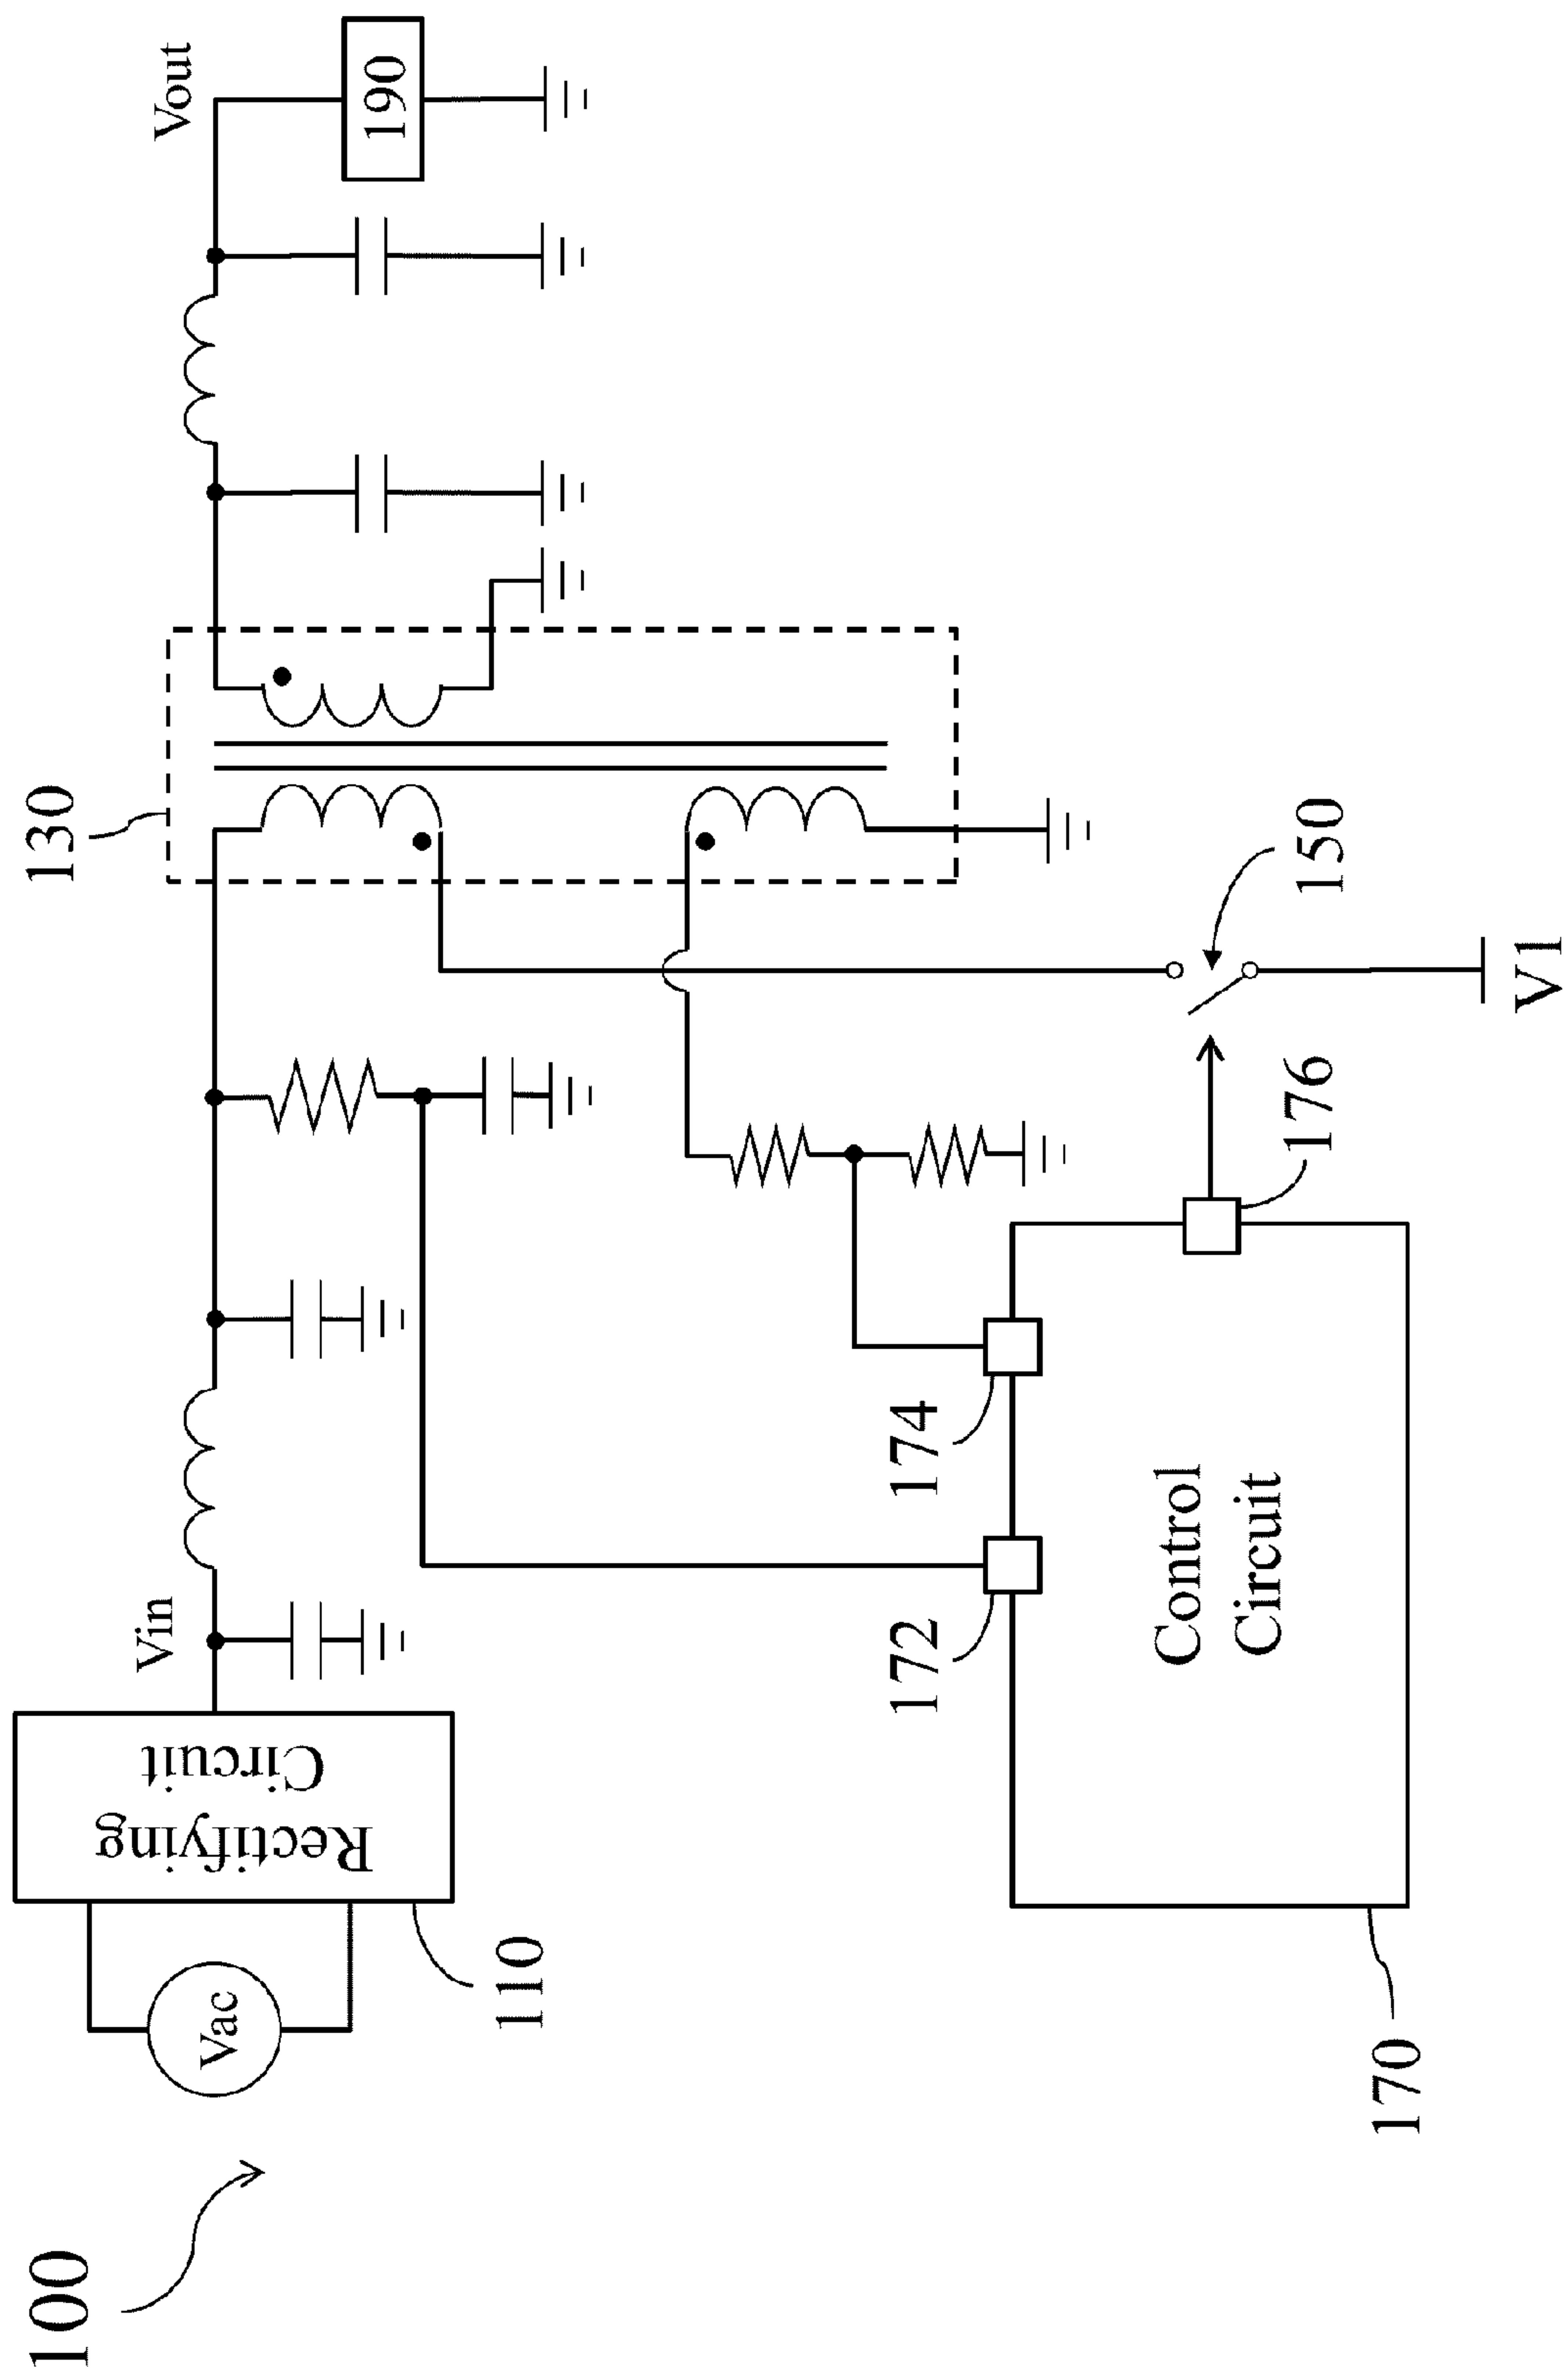 100
Vac
110
Rectifying
Circuit
Vin
130
Vout
190
172
174
176
150
V1
Control
Circuit
170